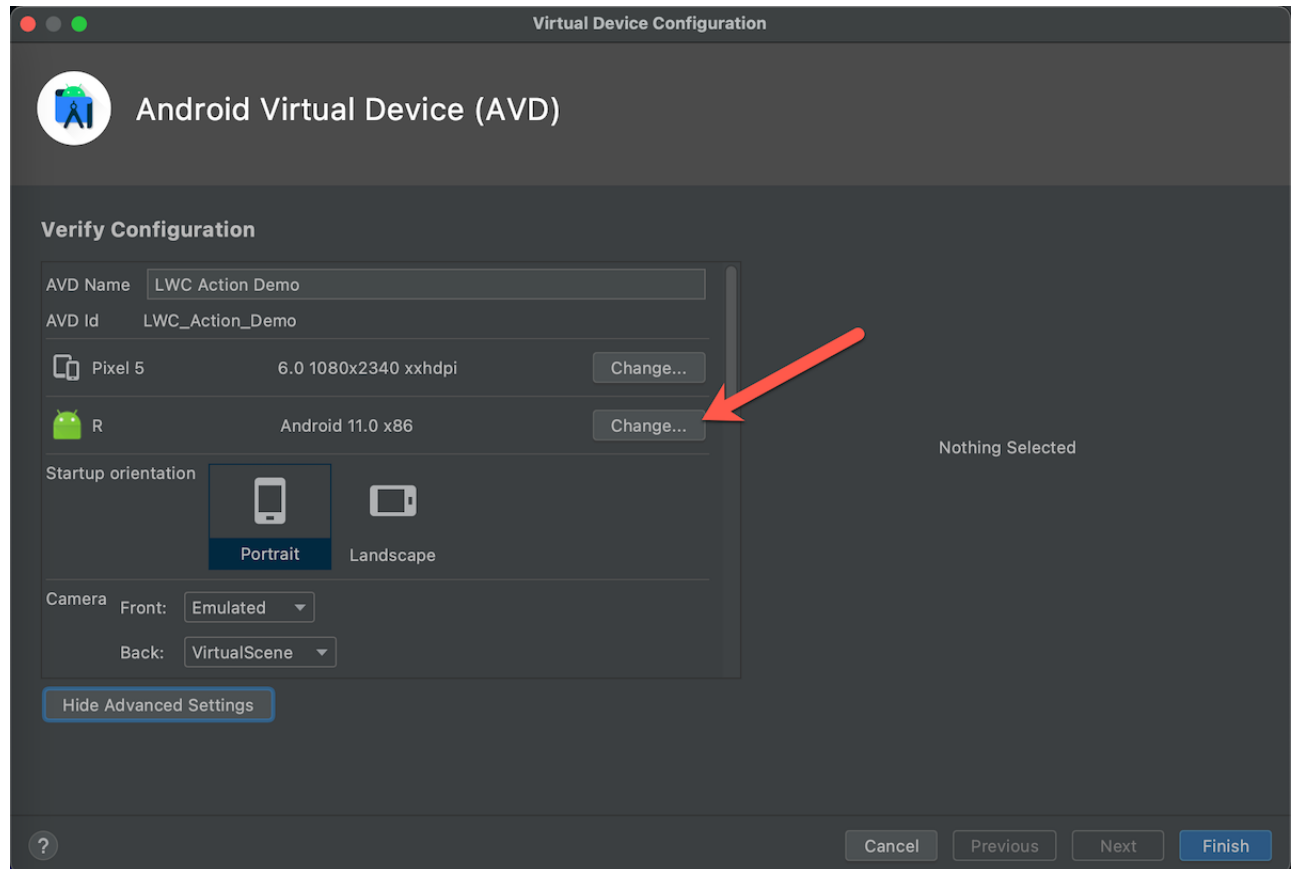 Virtual Device Configuration
Android Virtual Device (AVD)
Verify Configuration
AVD Name LWC Action Demo
AVD Id LWC_Action_Demo
Pixel 5 6.0 1080x2340 xxhdpi Change...
R Android 11.0 x86 Change...
Nothing Selected
Startup orientation
Portrait Landscape
Camera Front: Emulated
Back: VirtualScene
Hide Advanced Settings
? Cancel Previous Next Finish